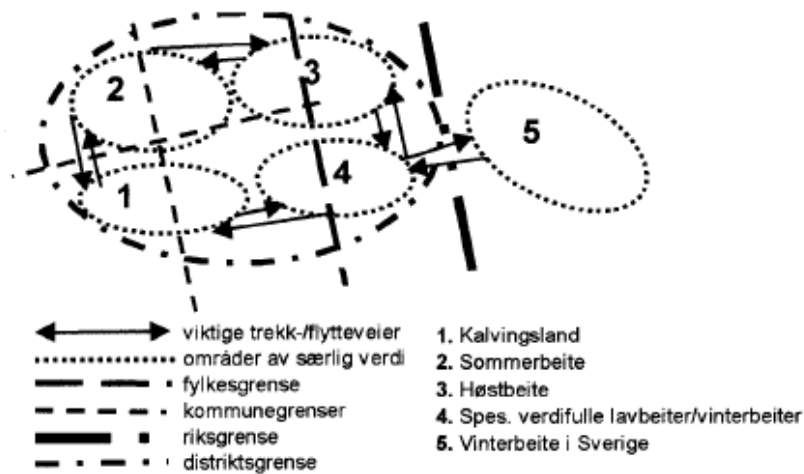 2
3
5
1
4
viktige trekk-/flytteveier
områder av særlig verdi
fylkesgrense
kommunegrenser
riksgrense
distriktsgrense
1. Kalvingsland
2. Sommerbeite
3. Høstbeite
4. Spes. verdifulle lavbeiter/vinterbeiter
5. Vinterbeite i Sverige